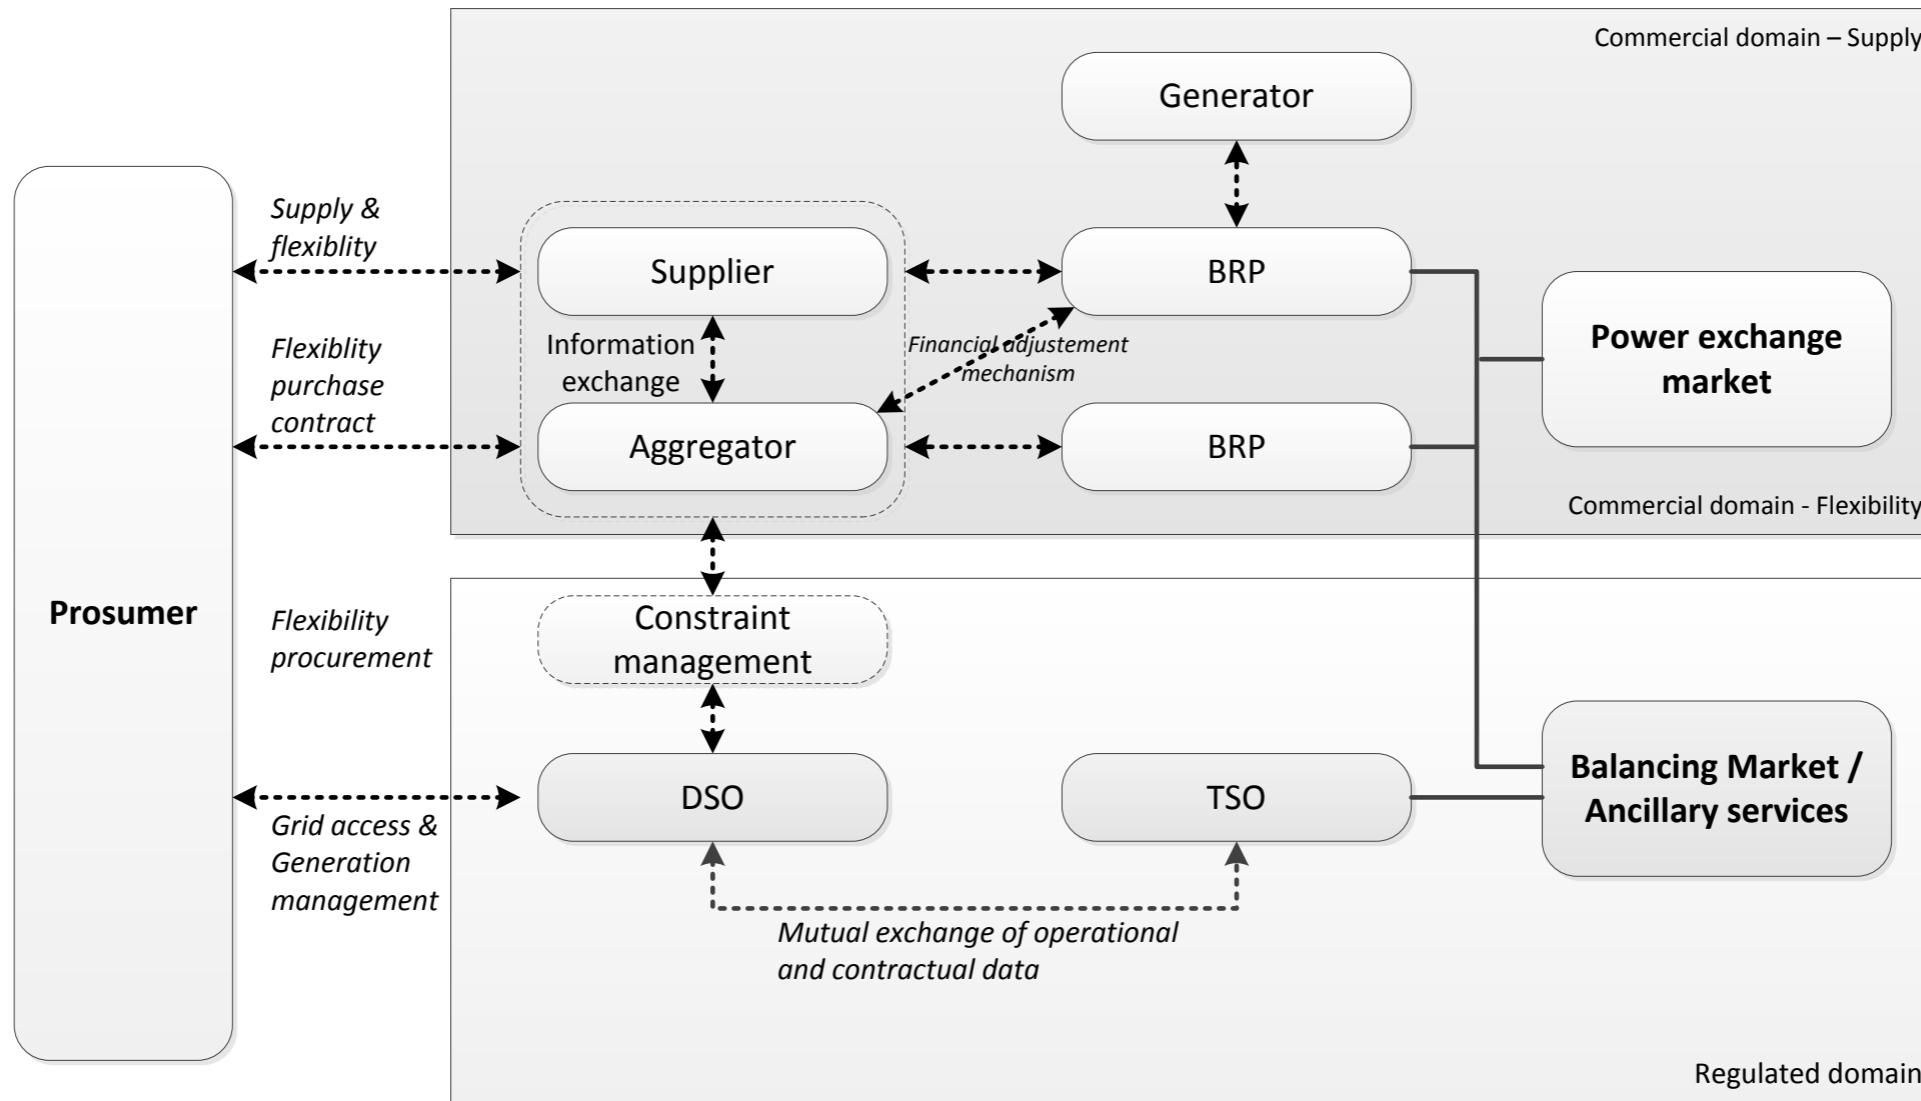 Commercial domain – Supply
Generator
Supply &
flexiblity
Supplier
BRP
Information
exchange
Financial adjustement
mechanism
Power exchange
market
Flexiblity
purchase
contract
Aggregator
BRP
Commercial domain - Flexibility
Prosumer
Flexibility
procurement
Constraint
management
DSO
TSO
Balancing Market /
Ancillary services
Grid access &
Generation
management
Mutual exchange of operational
and contractual data
Regulated domain